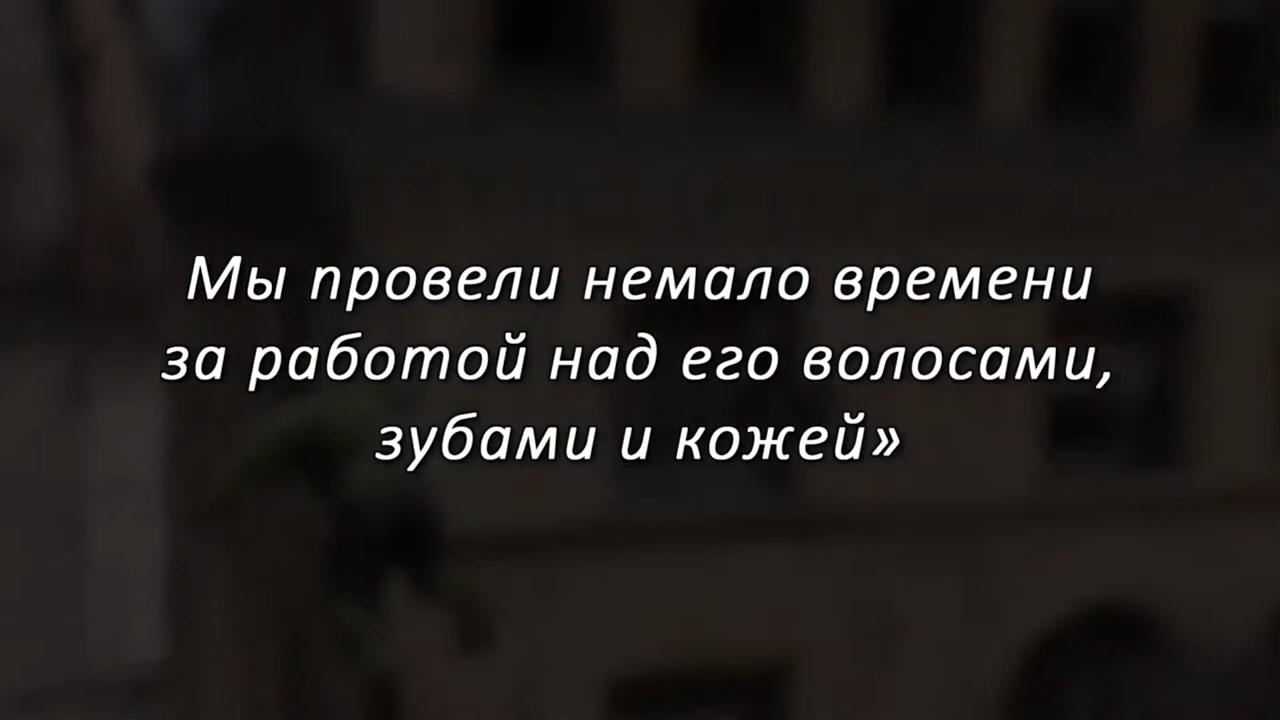 Мы провели немало времени
за работой над его волосами,
зубами и кожей»